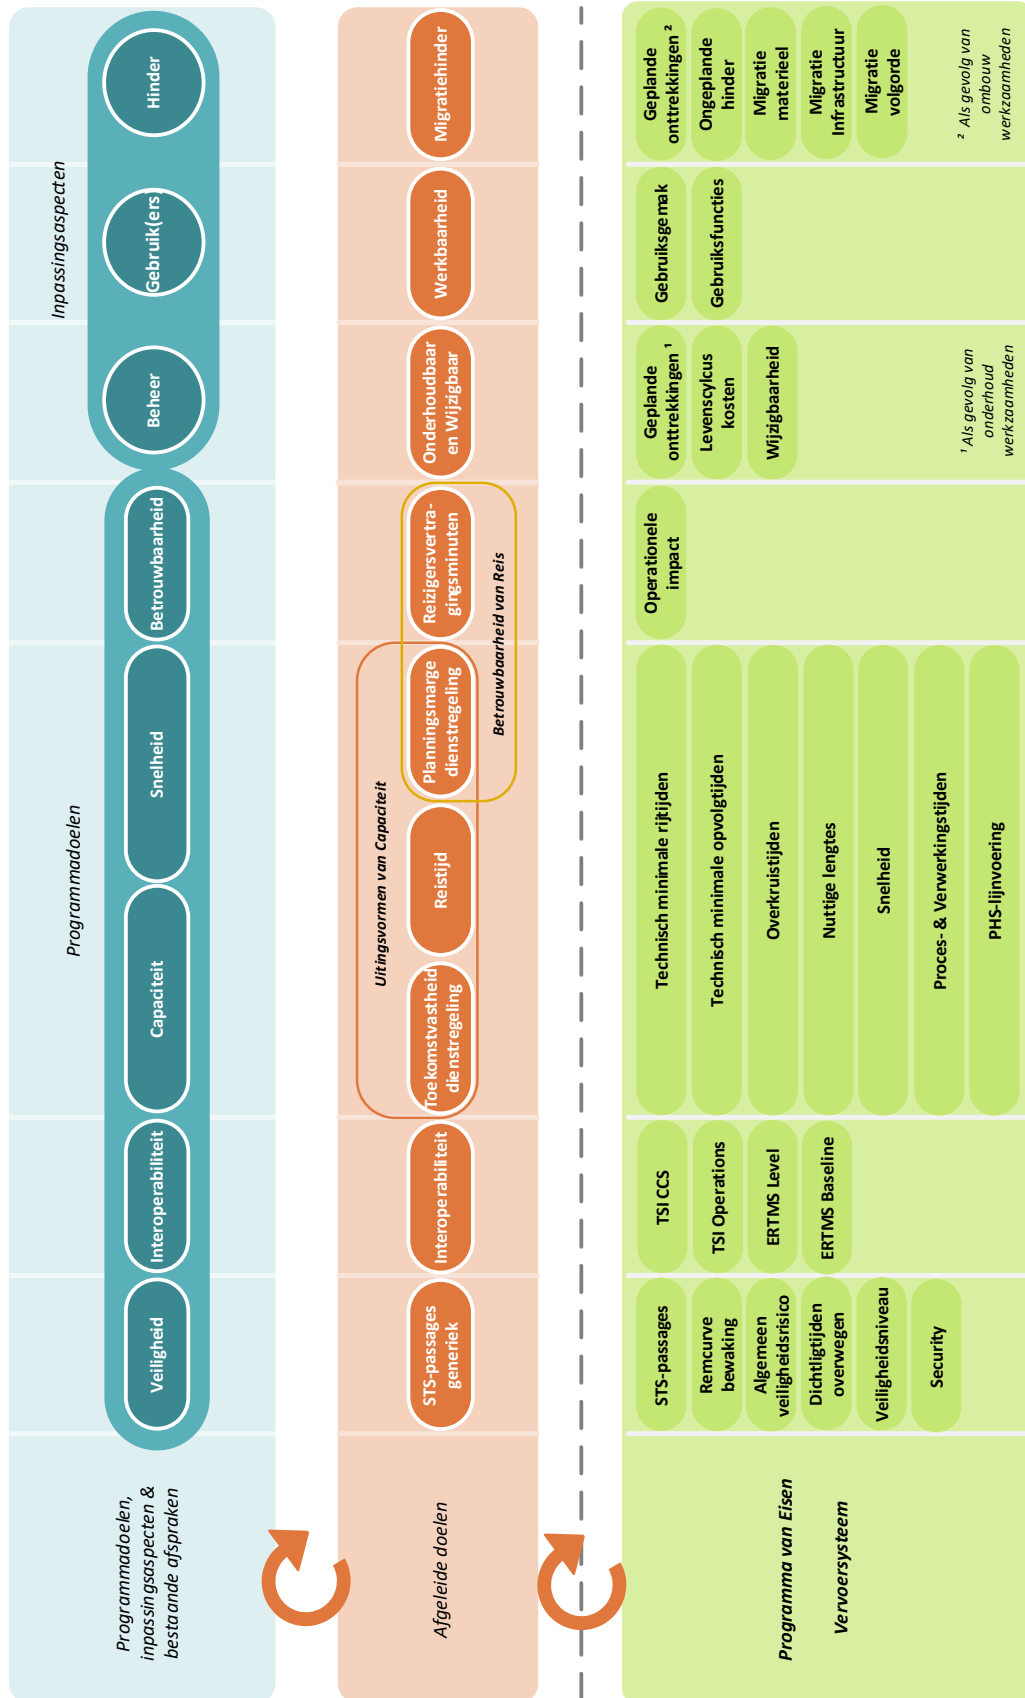 Programmadoelen,
inpassingsaspecten &
bestaande afspraken
Programmadoelen
Inpassingsaspecten
Veiligheid
Interoperabiliteit
Capaciteit
Snelheid
Betrouwbaarheid
Beheer
Gebruik(ers)
Hinder
Afgeleide doelen
Uitingsvormen van Capaciteit
STS-passages
generiek
Interoperabiliteit
Toekomstvastheid
dienstregeling
Reistijd
Planningsmarge
dienstregeling
Reizigersvertra-
gingsminuten
Onderhoudbaar
en Wijzigbaar
Werkbaarheid
Migratiehinder
Betrouwbaarheid van Reis
Programma van Eisen
Vervoersysteem
STS-passages
Remcurve
bewaking
Algemeen
veiligheidsrisico
Dichtligtijden
overwegen
Veiligheidsniveau
Security
TSI CCS
TSI Operations
ERTMS Level
ERTMS Baseline
Technisch minimale rijtijden
Technisch minimale opvolgtijden
Overkruistijden
Nuttige lengtes
Snelheid
Proces- & Verwerkingstijden
PHS-lijnvoering
Operationele
impact
Geplande
onttrekkingen ¹
Levenscylcus
kosten
Wijzigbaarheid
¹ Als gevolg van
onderhoud
werkzaamheden
Gebruiksgemak
Gebruiksfuncties
Geplande
onttrekkingen ²
Ongeplande
hinder
Migratie
materieel
Migratie
Infrastructuur
Migratie
volgorde
² Als gevolg van
ombouw
werkzaamheden